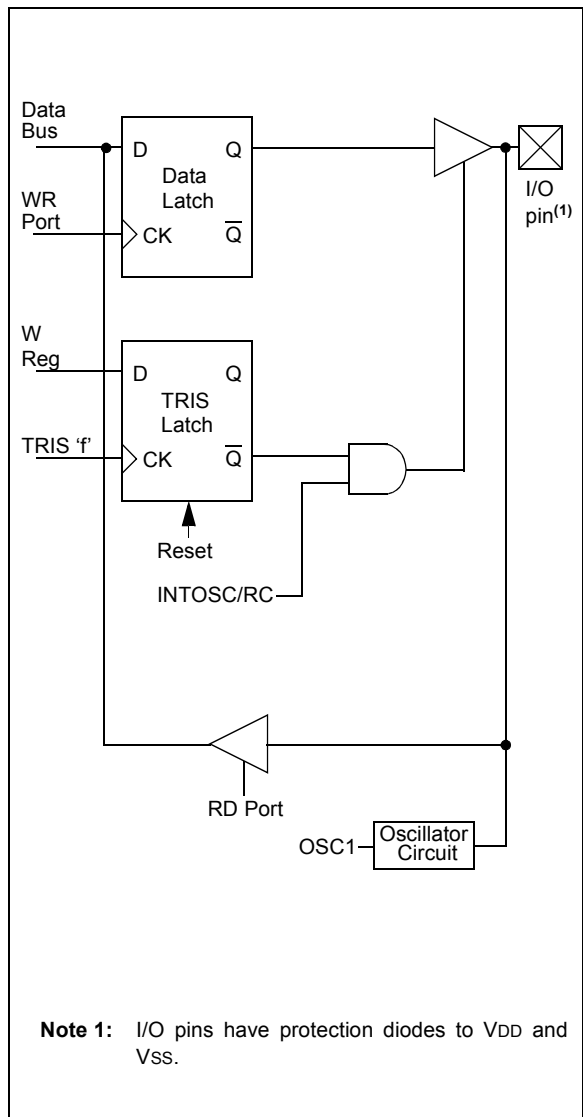 Data
Bus
D
Q
Data
Latch
WR
Port
CK
Q̅
I/O
pin(1)
W
Reg
D
Q
TRIS
Latch
TRIS ‘f’
CK
Q̅
Reset
INTOSC/RC
RD Port
OSC1
Oscillator
Circuit
Note 1: I/O pins have protection diodes to VDD and
VSS.